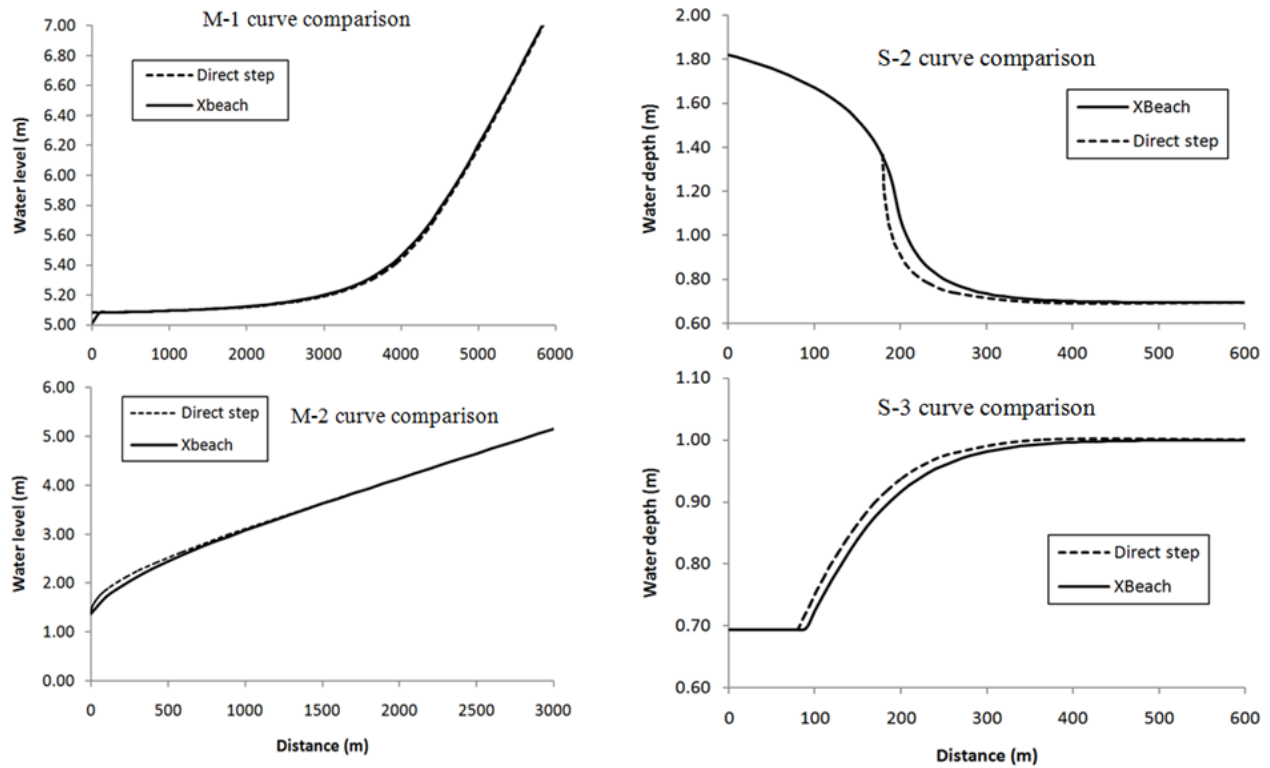 M-1 curve comparison
Water level (m)
7.00
6.80
6.60
6.40
6.20
6.00
5.80
5.60
5.40
5.20
5.00
Direct step
Xbeach
0 1000 2000 3000 4000 5000 6000
S-2 curve comparison
Water depth (m)
2.00
1.80
1.60
1.40
1.20
1.00
0.80
0.60
XBeach
Direct step
0 100 200 300 400 500 600
M-2 curve comparison
Water level (m)
6.00
5.00
4.00
3.00
2.00
1.00
0.00
Direct step
Xbeach
0 500 1000 1500 2000 2500 3000
Distance (m)
S-3 curve comparison
Water depth (m)
1.10
1.00
0.90
0.80
0.70
0.60
Direct step
XBeach
0 100 200 300 400 500 600
Distance (m)